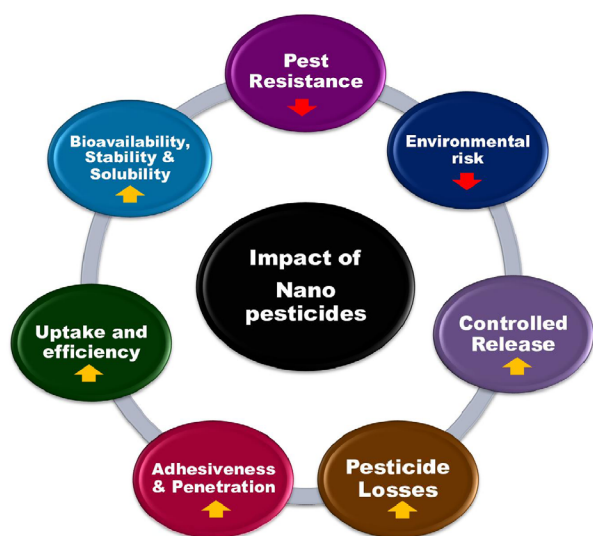 Pest
Resistance
Environmental
risk
Controlled
Release
Pesticide
Losses
Adhesiveness
& Penetration
Uptake and
efficiency
Bioavailability,
Stability &
Solubility
Impact of
Nano
pesticides